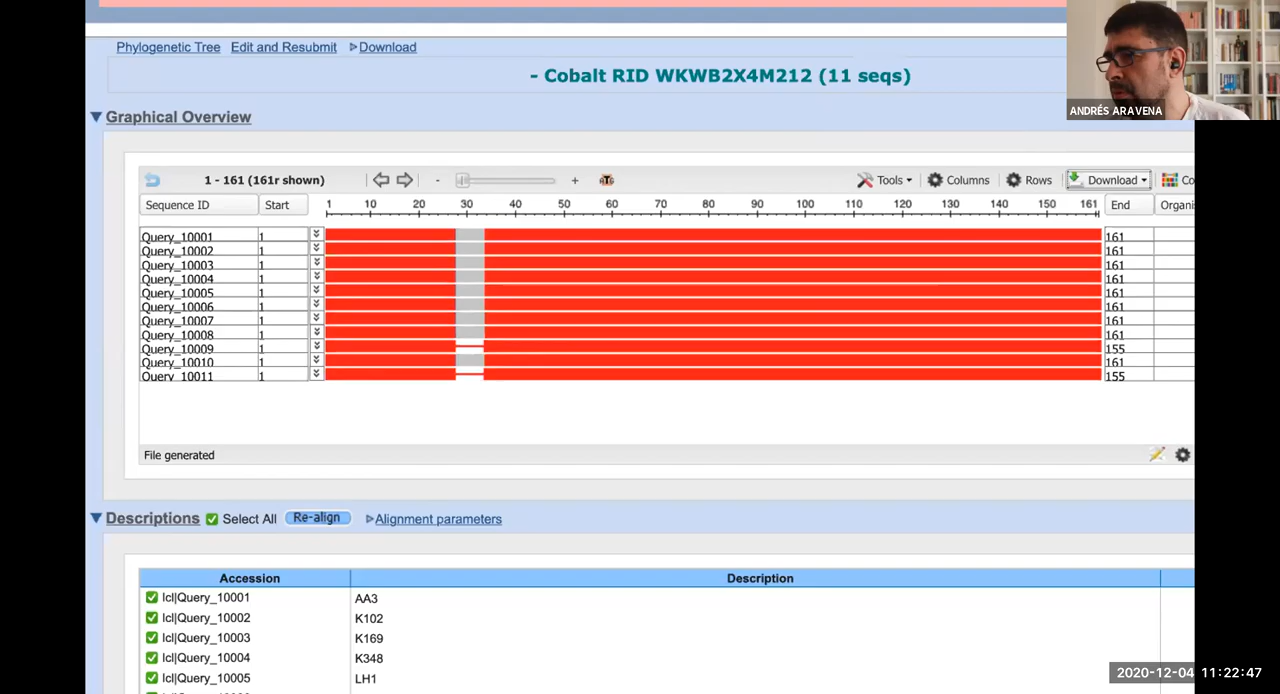 Phylogenetic Tree Edit and Resubmit Download
- Cobalt RID WKWB2X4M212 (11 seqs)
ANDRÉS ARAVENA
Graphical Overview
1 - 161 (161r shown) - + Tools Columns Rows Download Co
Sequence ID Start 1 10 20 30 40 50 60 70 80 90 100 110 120 130 140 150 161 End Organi
Query_10001 1 161
Query_10002 1 161
Query_10003 1 161
Query_10004 1 161
Query_10005 1 161
Query_10006 1 161
Query_10007 1 161
Query_10008 1 161
Query_10009 1 155
Query_10010 1 161
Query_10011 1 155
File generated
Descriptions Select All Re-align Alignment parameters
Accession Description
lcl|Query_10001 AA3
lcl|Query_10002 K102
lcl|Query_10003 K169
lcl|Query_10004 K348
lcl|Query_10005 LH1
2020-12-04 11:22:47